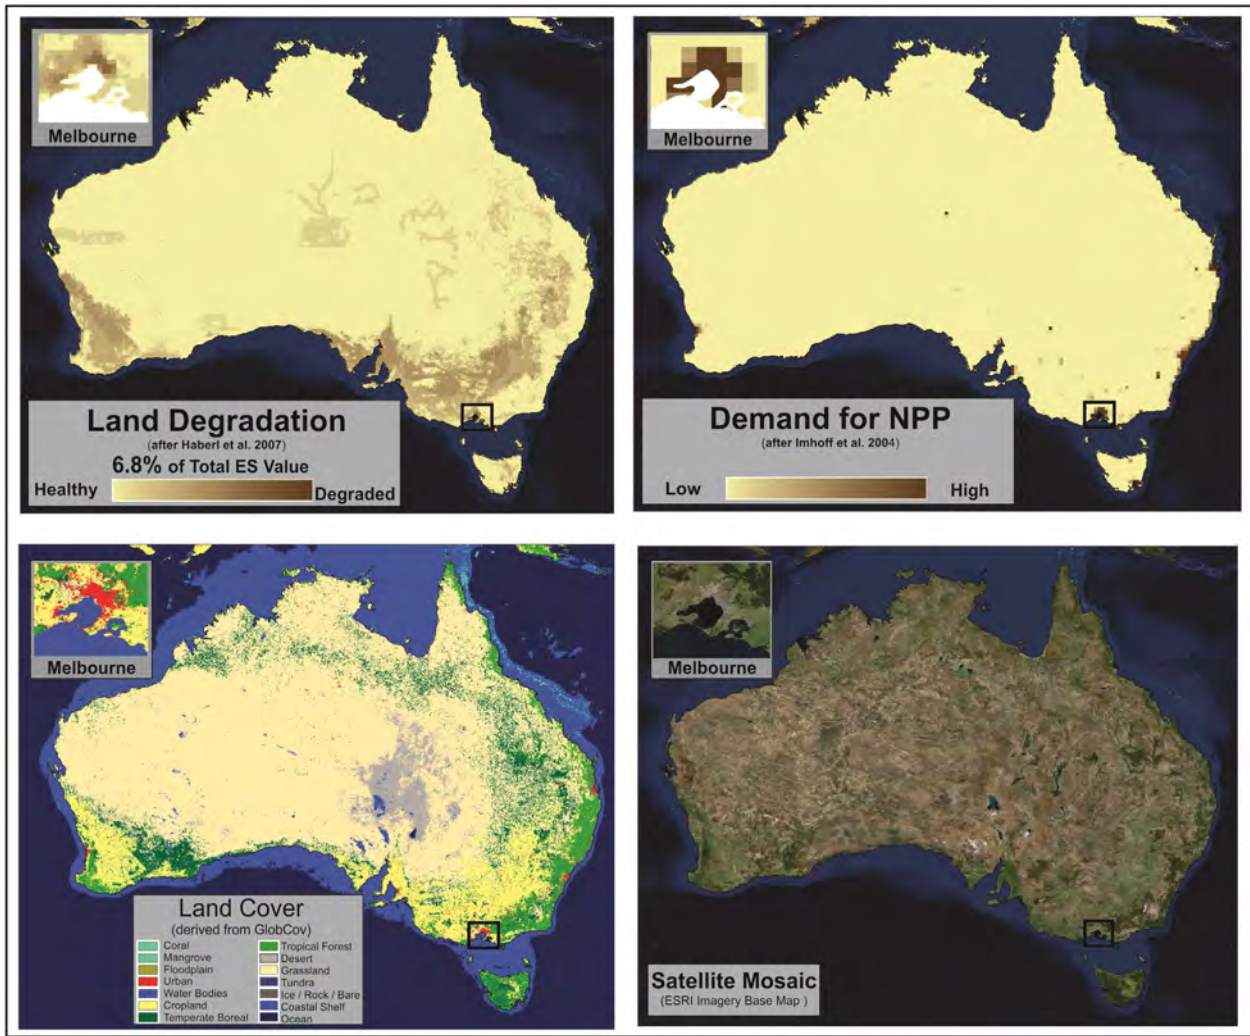 Melbourne
Land Degradation
(after Haberl et al. 2007)
6.8% of Total ES Value
Healthy
Degraded
Melbourne
Demand for NPP
(after Imhoff et al. 2004)
Low
High
Melbourne
Land Cover
(derived from GlobCov)
Coral
Mangrove
Floodplain
Urban
Water Bodies
Cropland
Temperate Boreal
Tropical Forest
Desert
Grassland
Tundra
Ice / Rock / Bare
Coastal Shelf
Ocean
Melbourne
Satellite Mosaic
(ESRI Imagery Base Map )